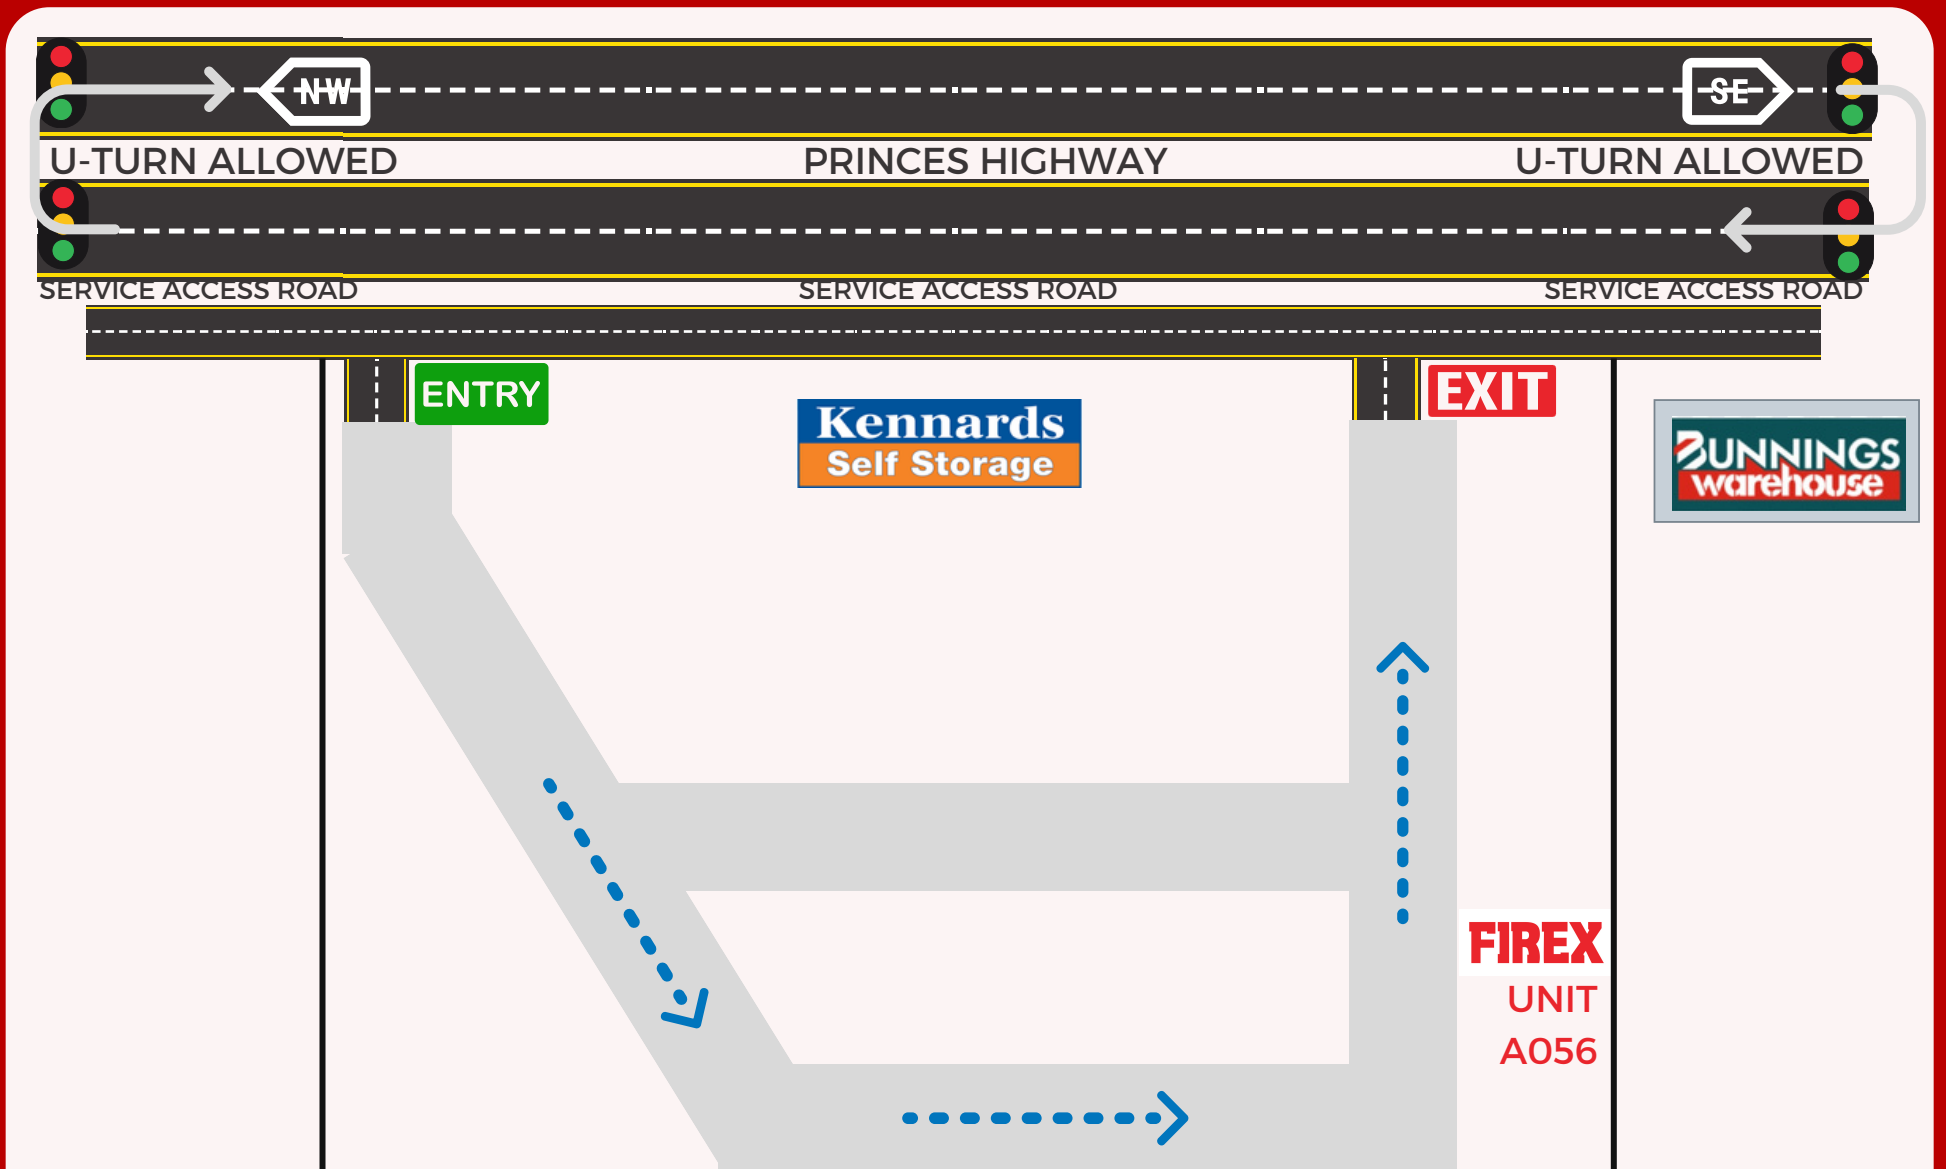 NW
SE
U-TURN ALLOWED
PRINCES HIGHWAY
U-TURN ALLOWED
SERVICE ACCESS ROAD
SERVICE ACCESS ROAD
SERVICE ACCESS ROAD
ENTRY
EXIT
Kennards
Self Storage
BUNNINGS
warehouse
FIREX
UNIT
A056